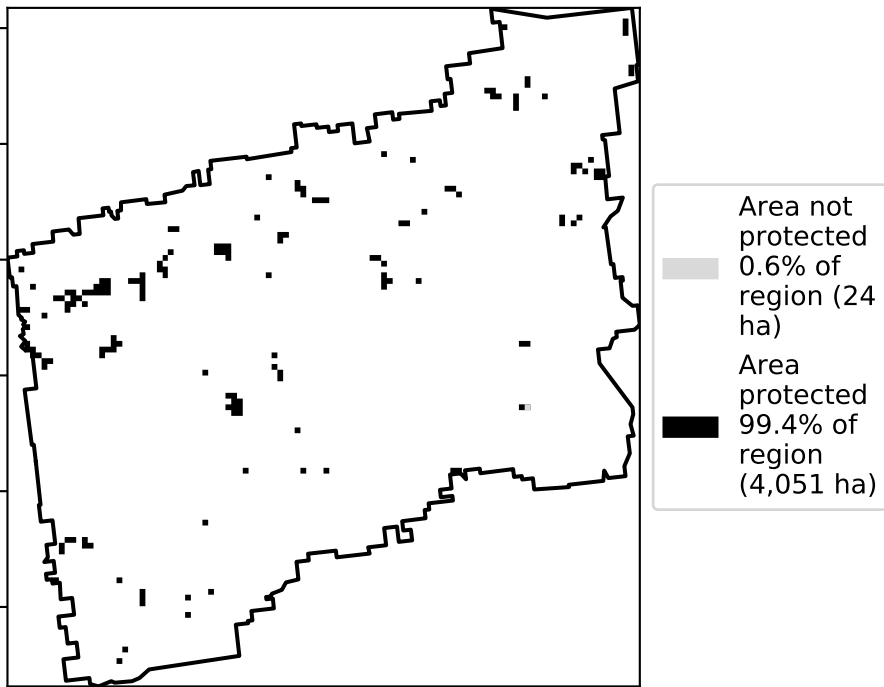 Area not
protected
0.6% of
region (24
ha)
Area
protected
99.4% of
region
(4,051 ha)